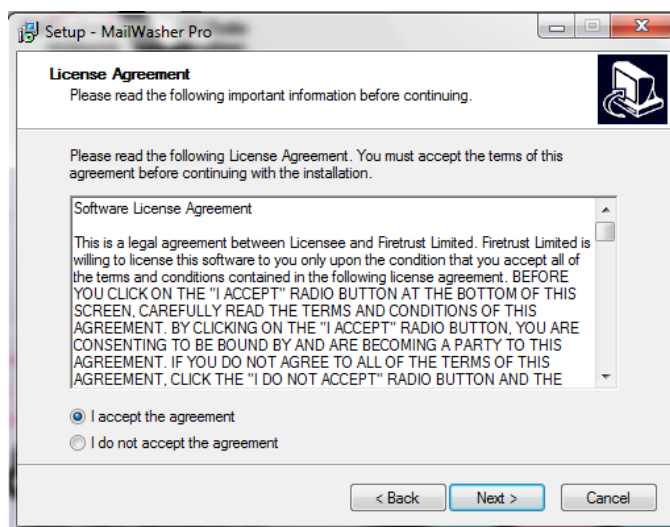 Setup - MailWasher Pro
License Agreement
Please read the following important information before continuing.
Please read the following License Agreement. You must accept the terms of this
agreement before continuing with the installation.
Software License Agreement
This is a legal agreement between Licensee and Firetrust Limited. Firetrust Limited is
willing to license this software to you only upon the condition that you accept all of
the terms and conditions contained in the following license agreement. BEFORE
YOU CLICK ON THE "I ACCEPT" RADIO BUTTON AT THE BOTTOM OF THIS
SCREEN, CAREFULLY READ THE TERMS AND CONDITIONS OF THIS
AGREEMENT. BY CLICKING ON THE "I ACCEPT" RADIO BUTTON, YOU ARE
CONSENTING TO BE BOUND BY AND ARE BECOMING A PARTY TO THIS
AGREEMENT. IF YOU DO NOT AGREE TO ALL OF THE TERMS OF THIS
AGREEMENT, CLICK THE "I DO NOT ACCEPT" RADIO BUTTON AND THE
I accept the agreement
I do not accept the agreement
< Back Next > Cancel